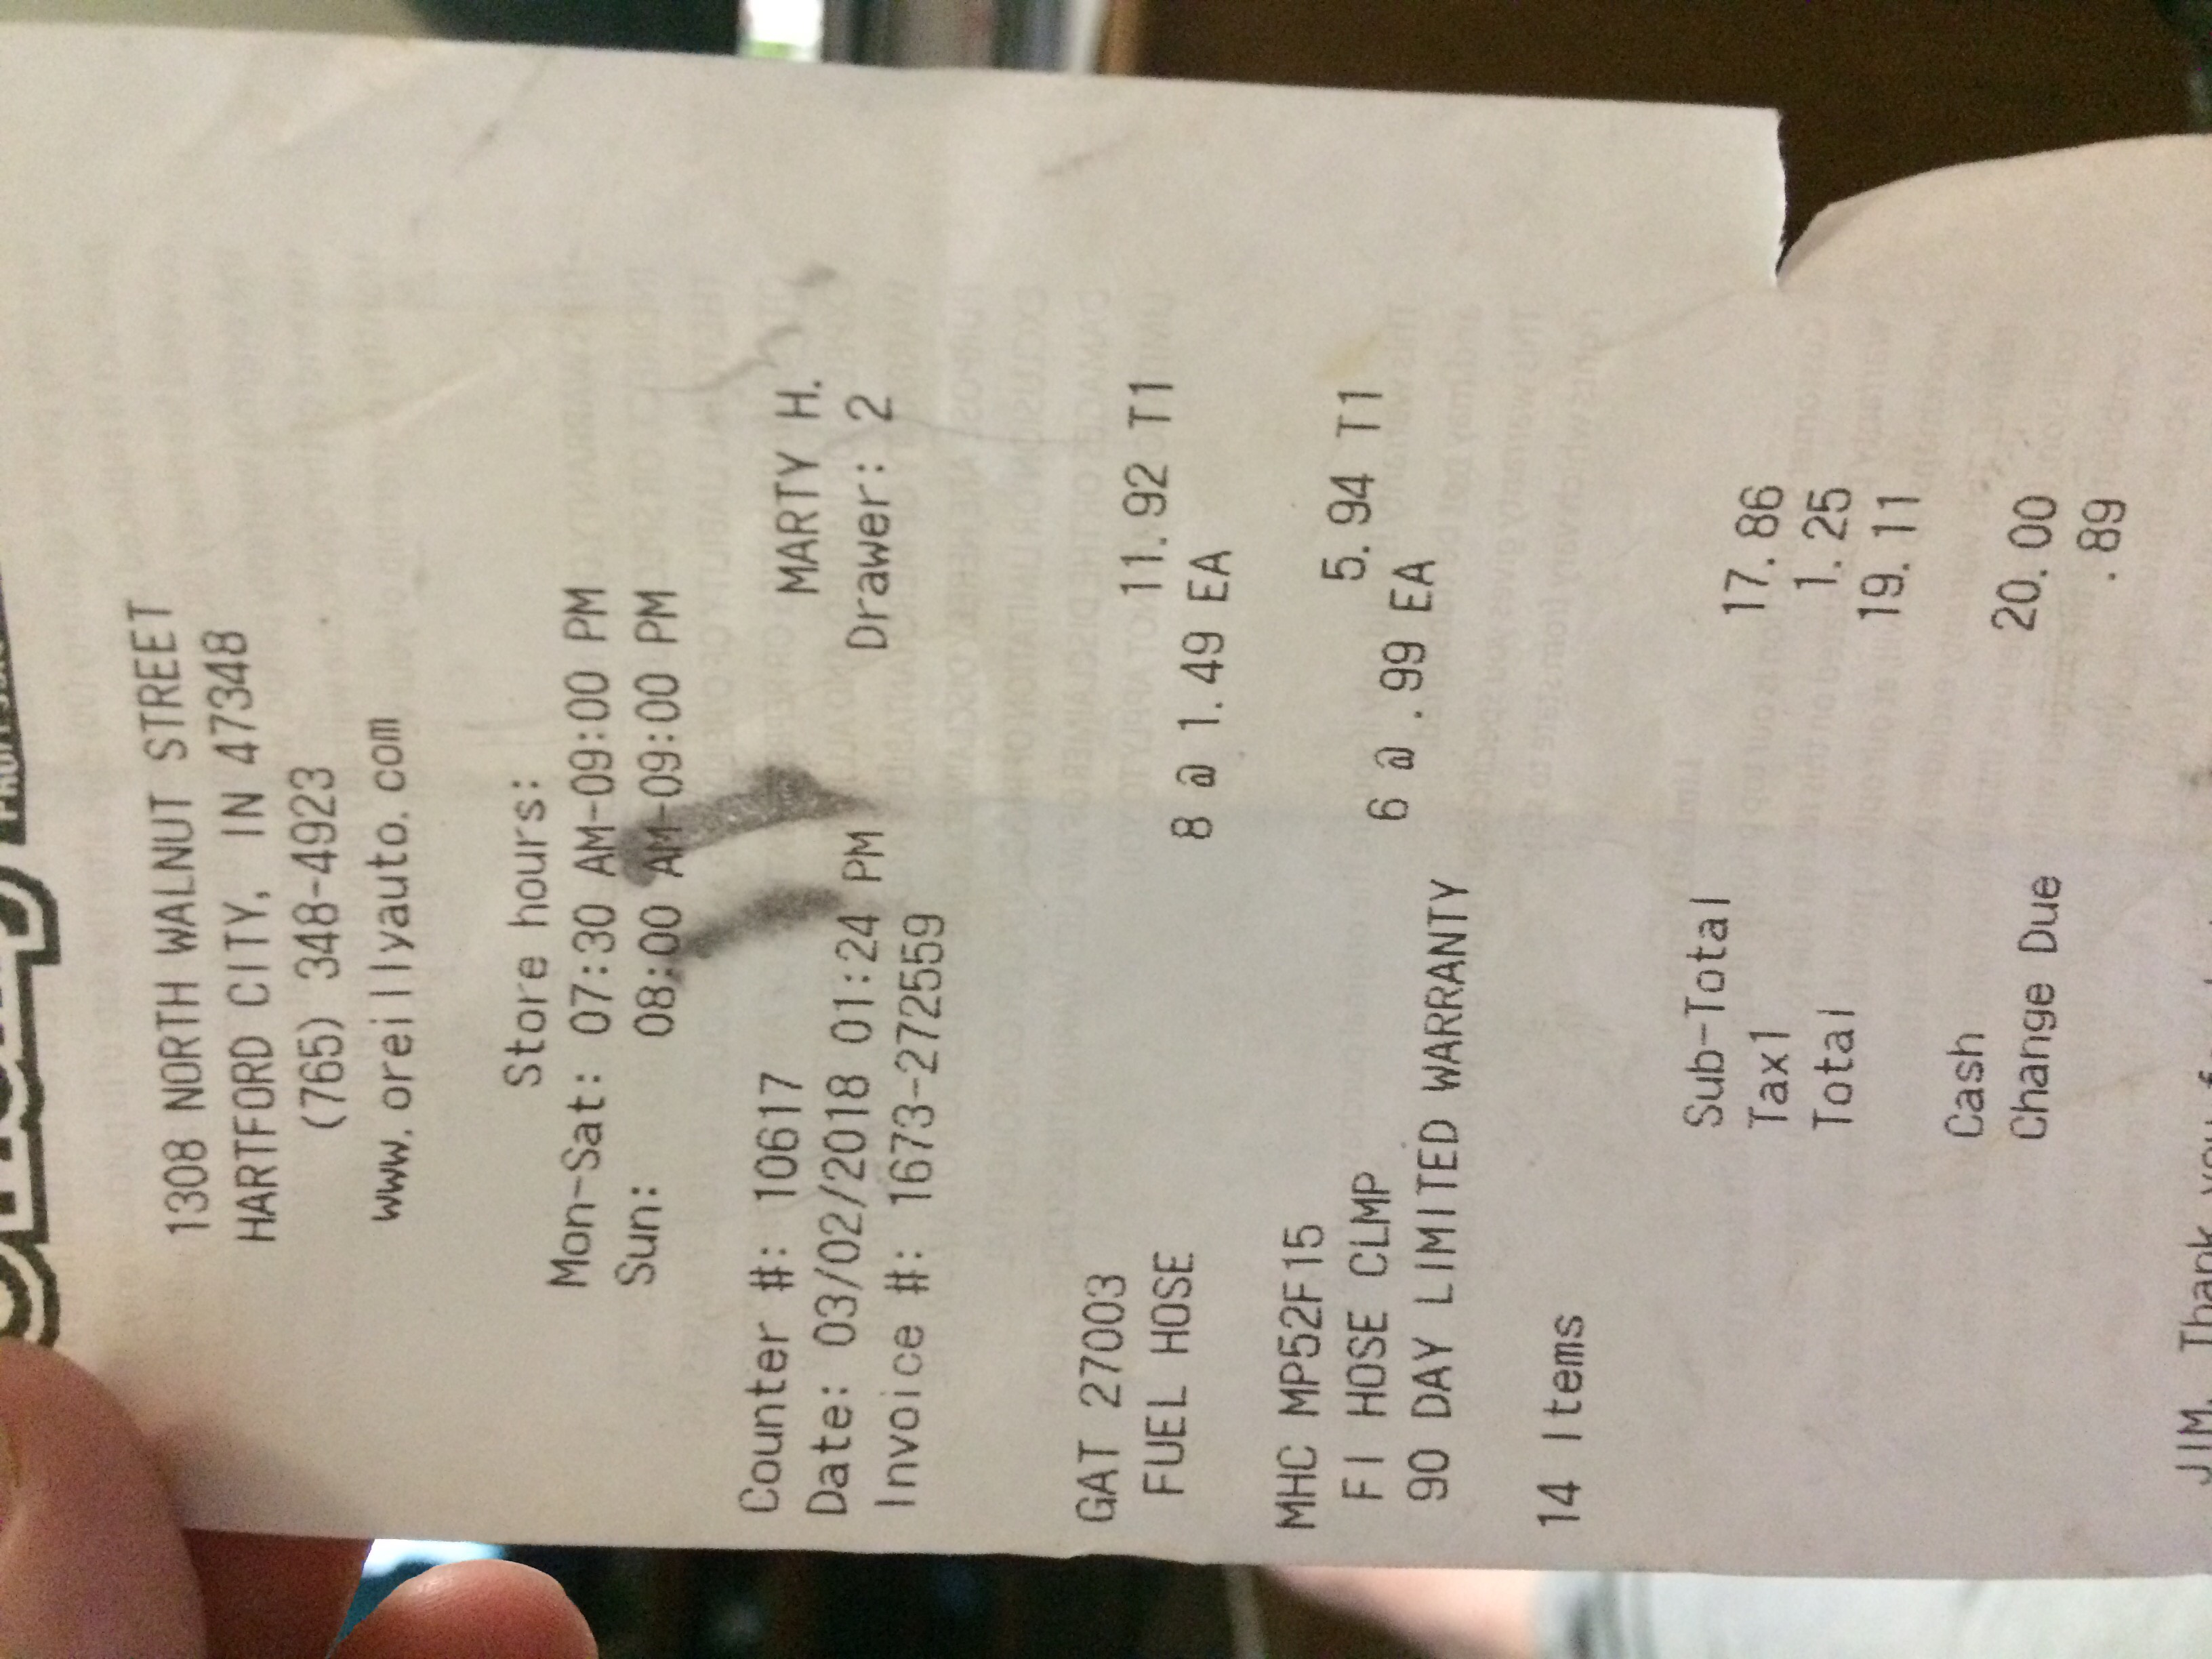 1308 NORTH WALNUT STREET
HARTFORD CITY, IN 47348
(765) 348-4923
www.oreillyauto.com
Store hours:
Mon-Sat: 07:30 AM-09:00 PM
Sun: 08:00 AM-09:00 PM
Counter #: 10617 MARTY H.
Date: 03/02/2018 01:24 PM Drawer: 2
Invoice #: 1673-272559
GAT 27003 11.92 T1
FUEL HOSE 8 @ 1.49 EA
MHC MP52F15 5.94 T1
FI HOSE CLMP 6 @ .99 EA
90 DAY LIMITED WARRANTY
14 Items
Sub-Total 17.86
Tax1 1.25
Total 19.11
Cash 20.00
Change Due .89
JIM, Thank you